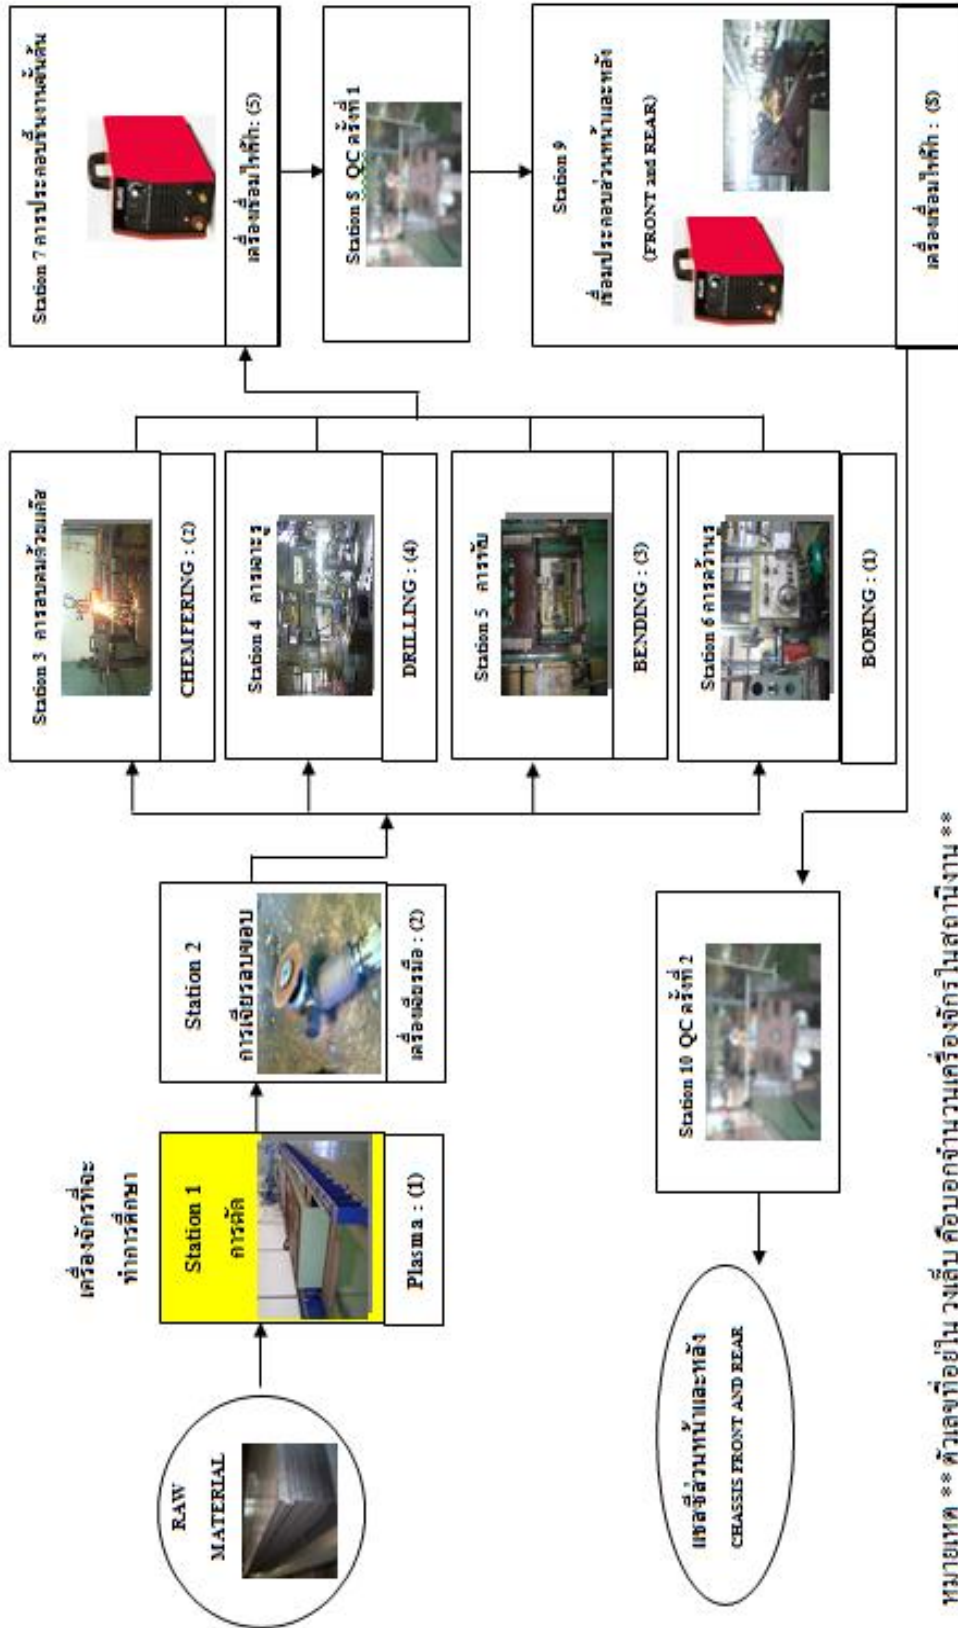 RAW
MATERIAL
เครื่องจักรที่จะ
ทำการศึกษา
Station 1
การตัด
Plasma : (1)
Station 2
การเจียรขอบ
เครื่องเจียรมือ : (2)
Station 3 การลบคมด้วยแก๊ส
CHEMFERING : (2)
Station 4 การเจาะรู
DRILLING : (4)
Station 5 การพับ
BENDING : (3)
Station 6 การคว้านรู
BORING : (1)
Station 7 การประกอบชิ้นงานขั้นต้น
เครื่องเชื่อมไฟฟ้า: (5)
Station 8 QC ครั้งที่ 1
Station 9
เชื่อมประกอบส่วนหน้าและหลัง
(FRONT and REAR)
เครื่องเชื่อมไฟฟ้า : (8)
Station 10 QC ครั้งที่ 2
แชสซีส่วนหน้าและหลัง
CHASSIS FRONT AND REAR
หมายเหตุ ** ตัวเลขที่อยู่ใน วงเล็บ คือบอกจำนวนเครื่องจักรในสถานีงาน **